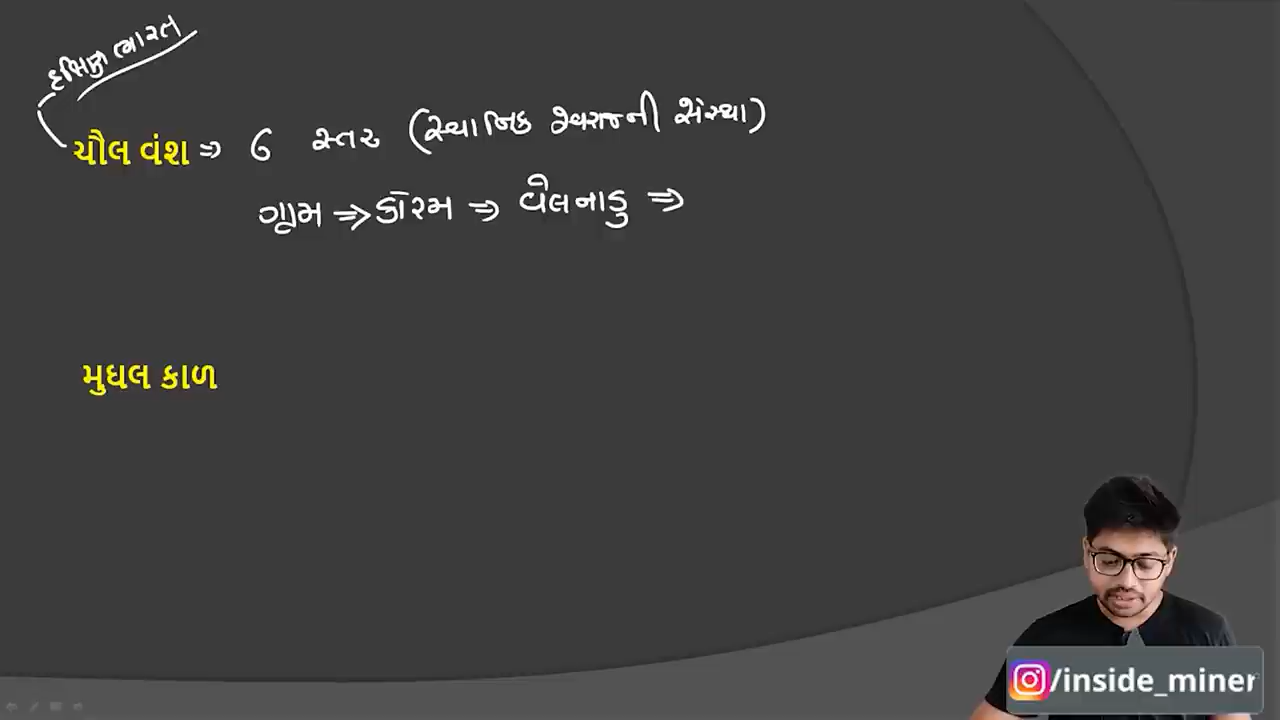 દક્ષિણ ભારત
ચૌલ વંશ ⇒ 6 સ્તર (સ્થાનિક સ્વરાજની સંસ્થા)
ગ્રામ ⇒ કોરમ ⇒ વેલનાડુ ⇒
મુઘલ કાળ
/inside_miner